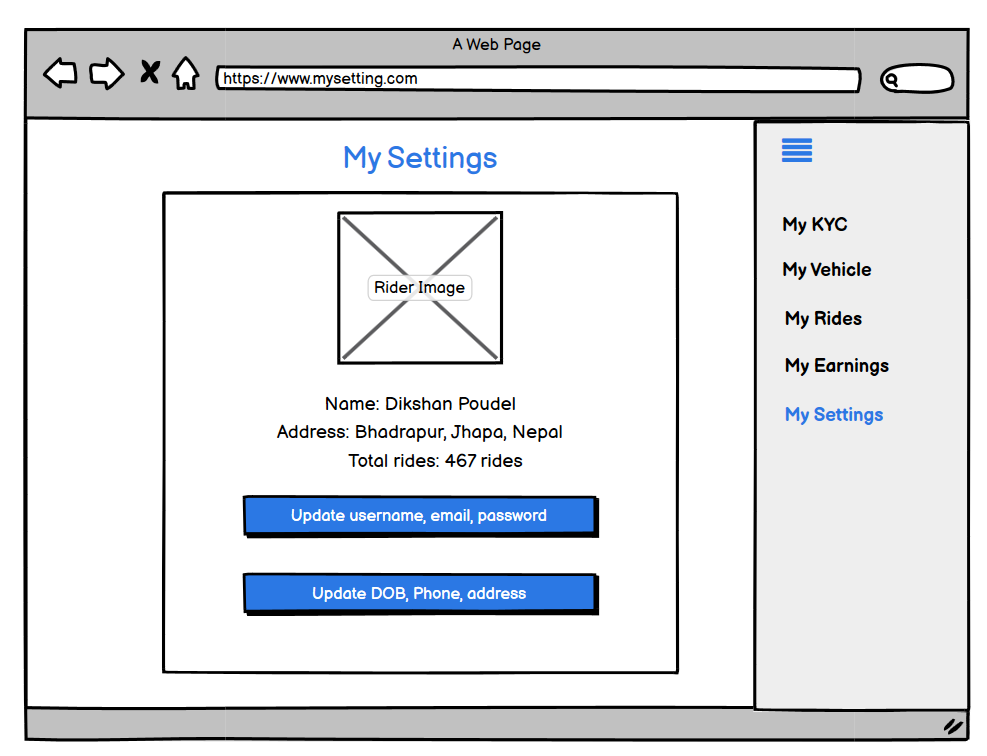 A Web Page
https://www.mysetting.com
My Settings
Rider Image
Name: Dikshan Poudel
Address: Bhadrapur, Jhapa, Nepal
Total rides: 467 rides
Update username, email, password
Update DOB, Phone, address
My KYC
My Vehicle
My Rides
My Earnings
My Settings